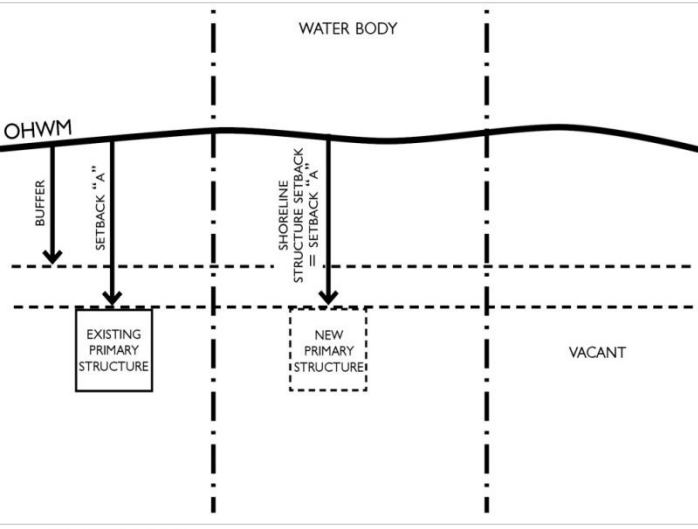 WATER BODY
OHWM
BUFFER
SETBACK “A”
SHORELINE
STRUCTURE SETBACK
= SETBACK “A”
EXISTING
PRIMARY
STRUCTURE
NEW
PRIMARY
STRUCTURE
VACANT